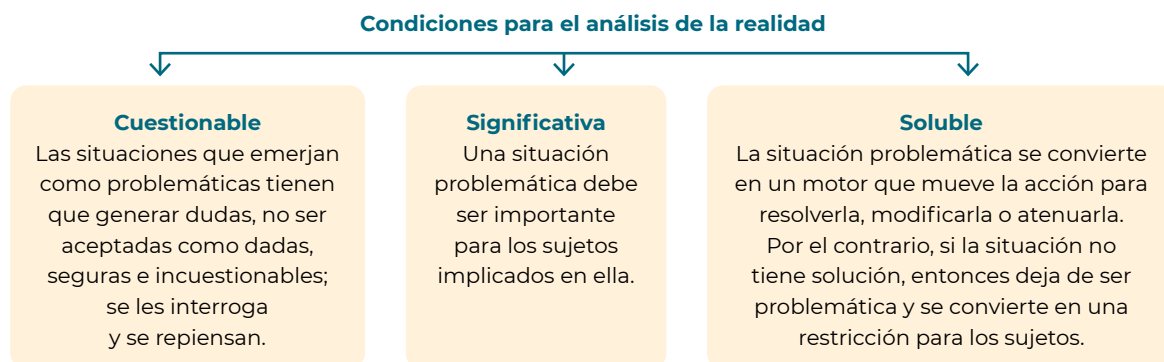 Condiciones para el análisis de la realidad
Cuestionable
Las situaciones que emerjan
como problemáticas tienen
que generar dudas, no ser
aceptadas como dadas,
seguras e incuestionables;
se les interroga
y se repiensan.
Significativa
Una situación
problemática debe
ser importante
para los sujetos
implicados en ella.
Soluble
La situación problemática se convierte
en un motor que mueve la acción para
resolverla, modificarla o atenuarla.
Por el contrario, si la situación no
tiene solución, entonces deja de ser
problemática y se convierte en una
restricción para los sujetos.